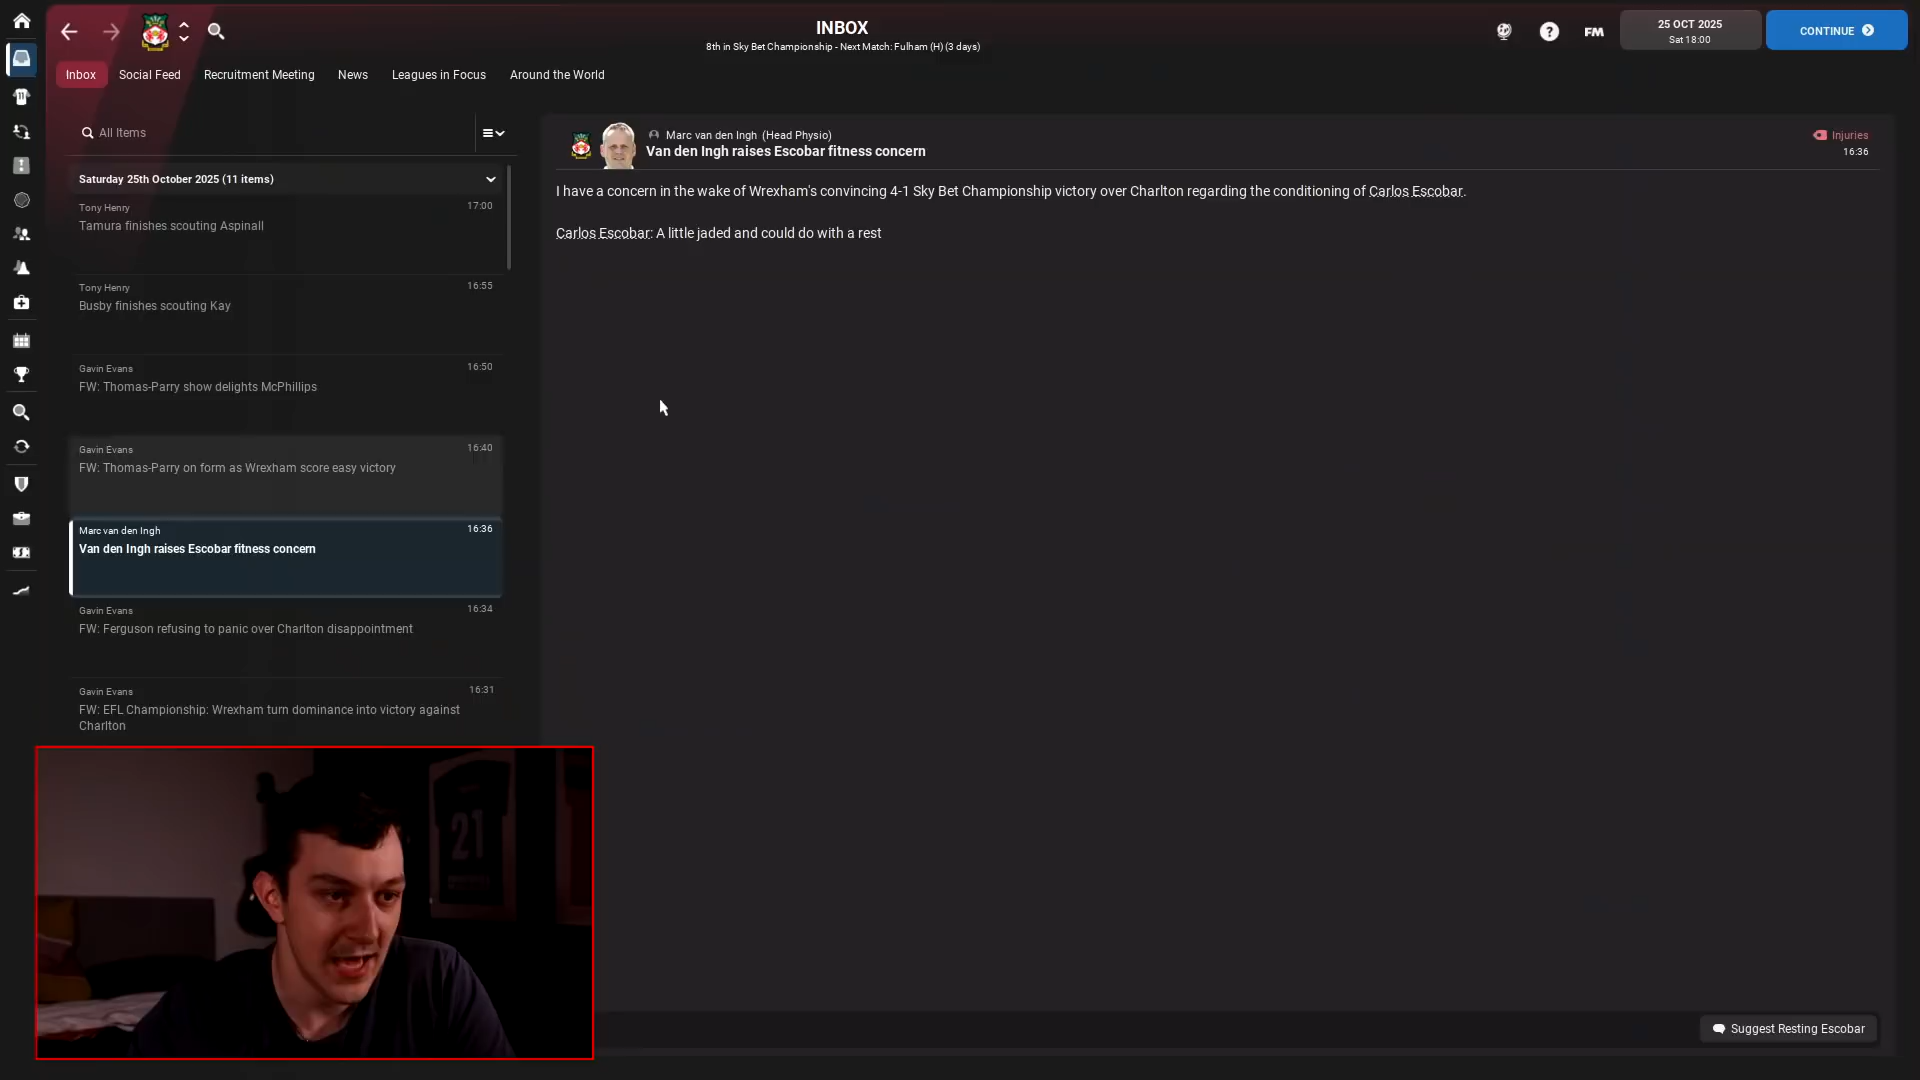 INBOX
8th in Sky Bet Championship - Next Match: Fulham (H) (3 days)
FM
25 OCT 2025
Sat 18:00
CONTINUE
Inbox
Social Feed
Recruitment Meeting
News
Leagues in Focus
Around the World
All Items
Saturday 25th October 2025 (11 items)
Tony Henry
17:00
Tamura finishes scouting Aspinall
Tony Henry
16:55
Busby finishes scouting Kay
Gavin Evans
16:50
FW: Thomas-Parry show delights McPhillips
Gavin Evans
16:40
FW: Thomas-Parry on form as Wrexham score easy victory
Marc van den Ingh
16:36
Van den Ingh raises Escobar fitness concern
Gavin Evans
16:34
FW: Ferguson refusing to panic over Charlton disappointment
Gavin Evans
16:31
FW: EFL Championship: Wrexham turn dominance into victory against
Charlton
Marc van den Ingh (Head Physio)
Van den Ingh raises Escobar fitness concern
Injuries
16:36
I have a concern in the wake of Wrexham's convincing 4-1 Sky Bet Championship victory over Charlton regarding the conditioning of Carlos Escobar.
Carlos Escobar: A little jaded and could do with a rest
21
Suggest Resting Escobar